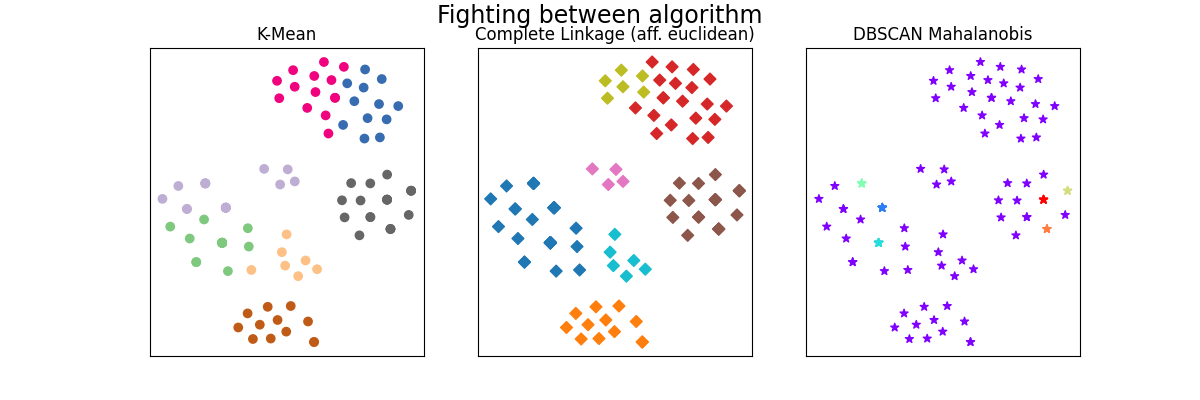 Fighting between algorithm
K-Mean
Complete Linkage (aff. euclidean)
DBSCAN Mahalanobis